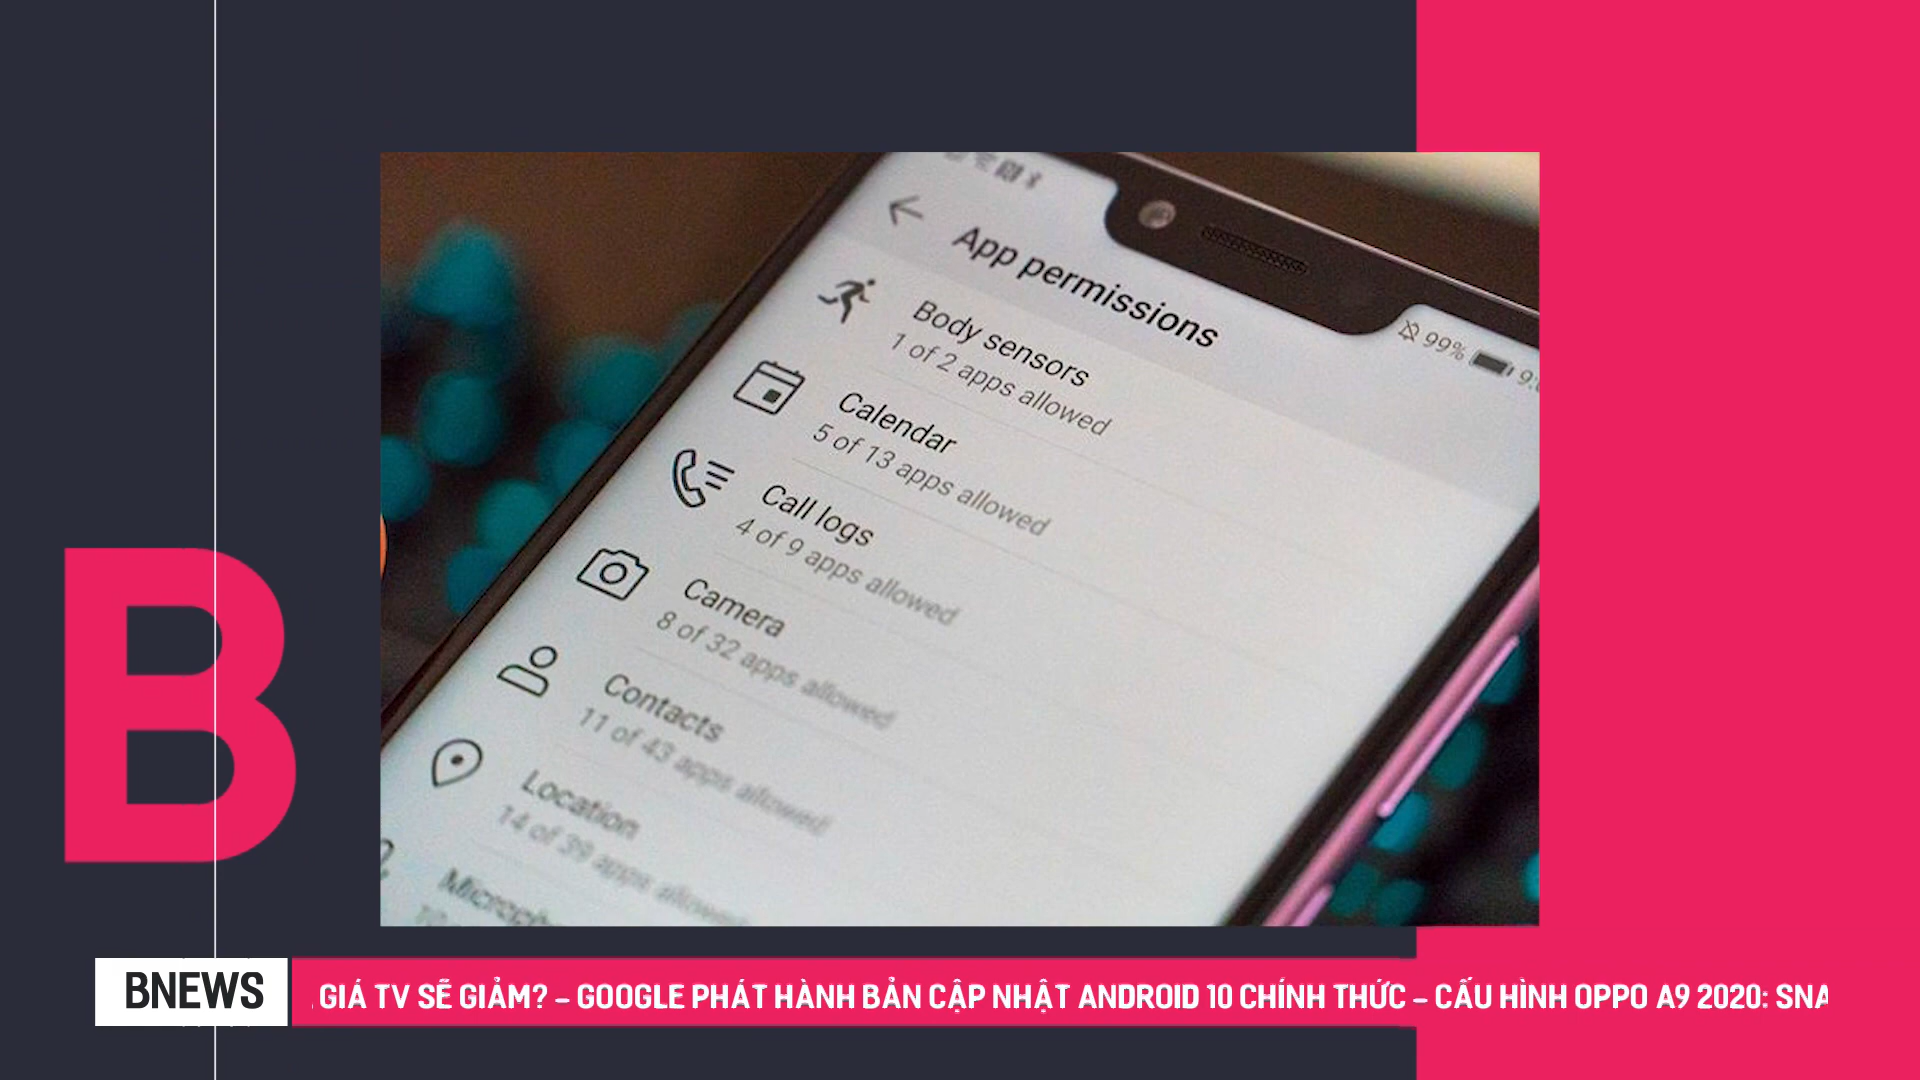 App permissions
99%
Body sensors
1 of 2 apps allowed
Calendar
5 of 13 apps allowed
Call logs
4 of 9 apps allowed
Camera
8 of 32 apps allowed
Contacts
11 of 43 apps allowed
Location
14 of 39 apps allowed
B
BNEWS
GIÁ TV SẼ GIẢM? – GOOGLE PHÁT HÀNH BẢN CẬP NHẬT ANDROID 10 CHÍNH THỨC – CẤU HÌNH OPPO A9 2020: SNA